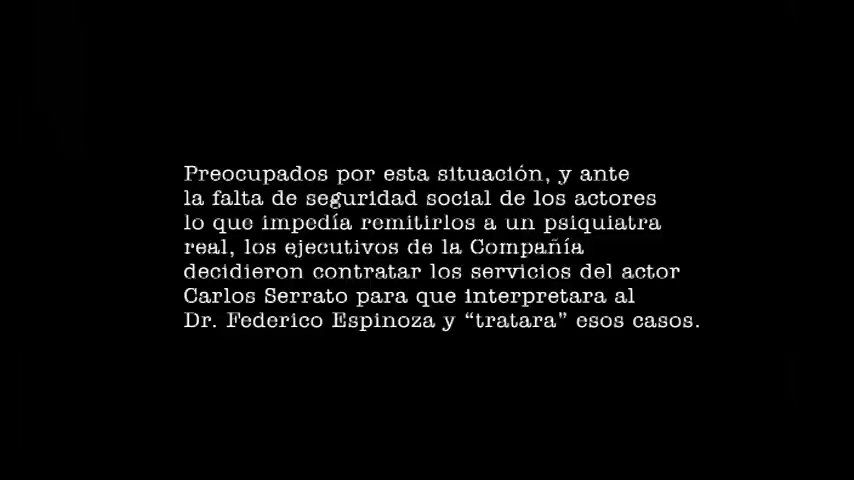 Preocupados por esta situación, y ante
la falta de seguridad social de los actores
lo que impedía remitirlos a un psiquiatra
real, los ejecutivos de la Compañía
decidieron contratar los servicios del actor
Carlos Serrato para que interpretara al
Dr. Federico Espinoza y “tratara” esos casos.